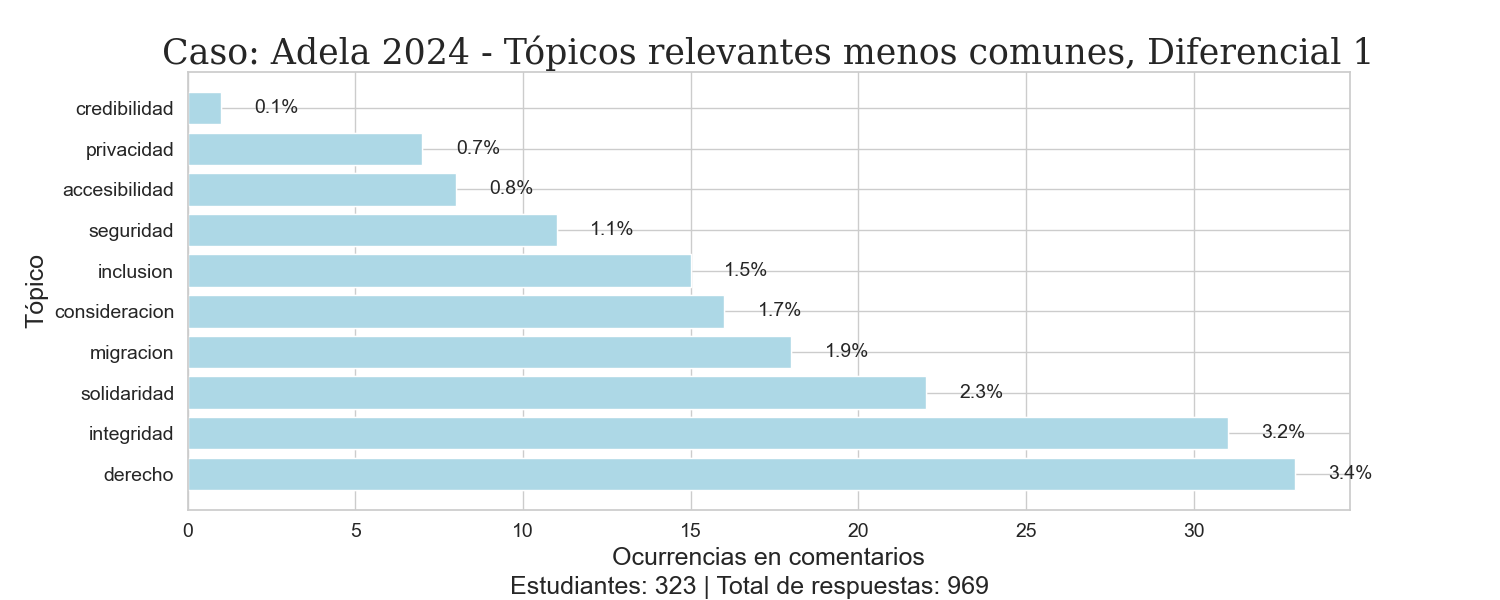 Caso: Adela 2024 - Tópicos relevantes menos comunes, Diferencial 1
Tópico
credibilidad 0.1%
privacidad 0.7%
accesibilidad 0.8%
seguridad 1.1%
inclusion 1.5%
consideracion 1.7%
migracion 1.9%
solidaridad 2.3%
integridad 3.2%
derecho 3.4%
0 5 10 15 20 25 30
Ocurrencias en comentarios
Estudiantes: 323 | Total de respuestas: 969